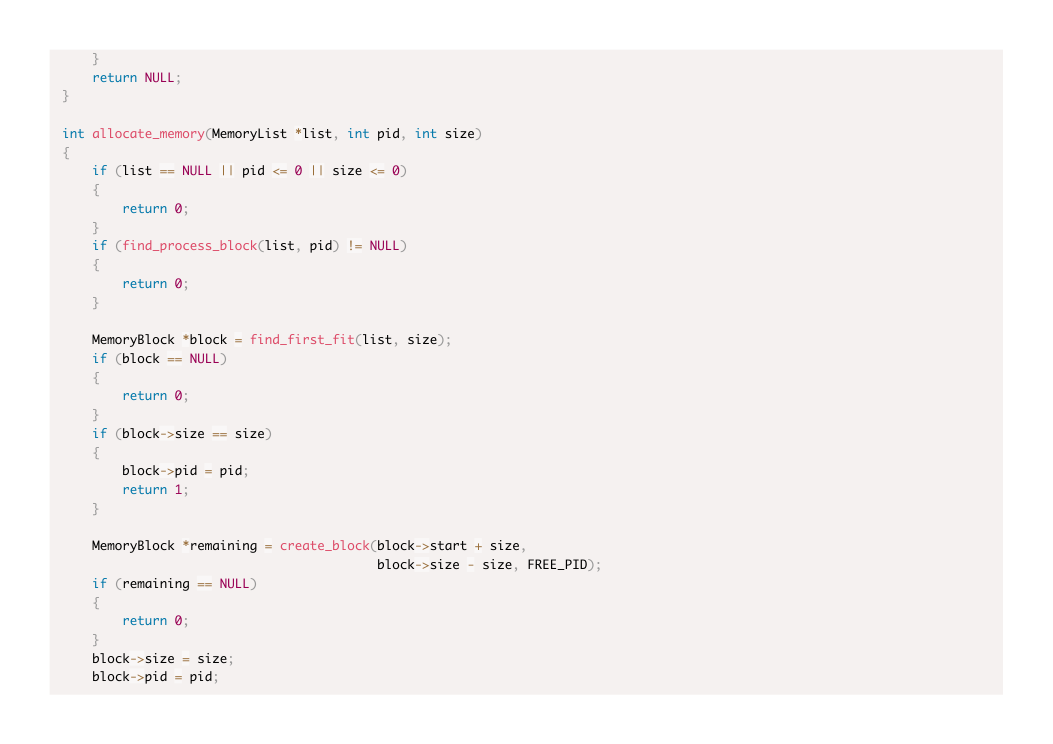 }
    return NULL;
}

int allocate_memory(MemoryList *list, int pid, int size)
{
    if (list == NULL || pid <= 0 || size <= 0)
    {
        return 0;
    }
    if (find_process_block(list, pid) != NULL)
    {
        return 0;
    }

    MemoryBlock *block = find_first_fit(list, size);
    if (block == NULL)
    {
        return 0;
    }
    if (block->size == size)
    {
        block->pid = pid;
        return 1;
    }

    MemoryBlock *remaining = create_block(block->start + size,
                                          block->size - size, FREE_PID);
    if (remaining == NULL)
    {
        return 0;
    }
    block->size = size;
    block->pid = pid;